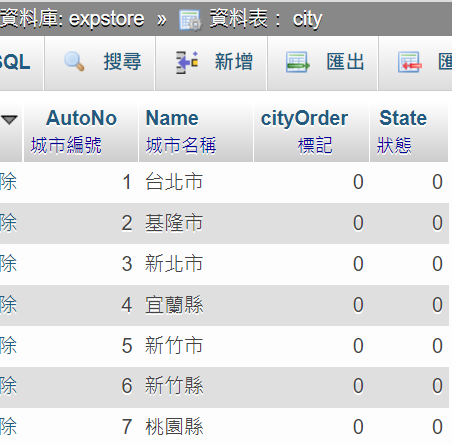 資料庫: expstore » 資料表： city
SQL 搜尋 新增 匯出 匯
AutoNo Name cityOrder State
城市編號 城市名稱 標記 狀態
除 1 台北市 0 0
除 2 基隆市 0 0
除 3 新北市 0 0
除 4 宜蘭縣 0 0
除 5 新竹市 0 0
除 6 新竹縣 0 0
除 7 桃園縣 0 0